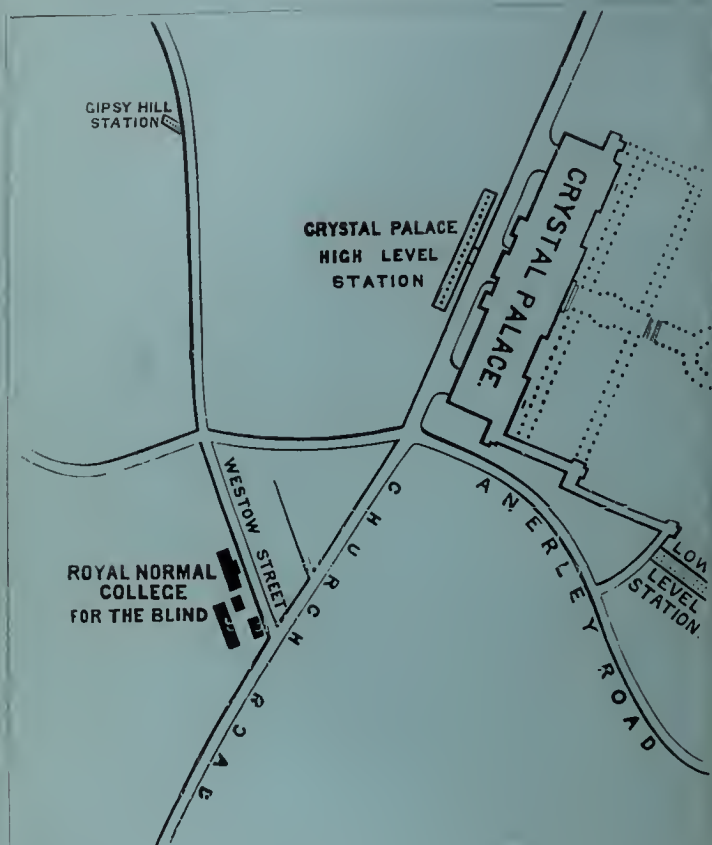 GIPSY HILL
STATION
CRYSTAL PALACE
HIGH LEVEL
STATION
CRYSTAL PALACE.
WESTOW STREET
CHURCH ROAD
ANERLEY ROAD
LOW
LEVEL
STATION.
ROYAL NORMAL
COLLEGE
FOR THE BLIND